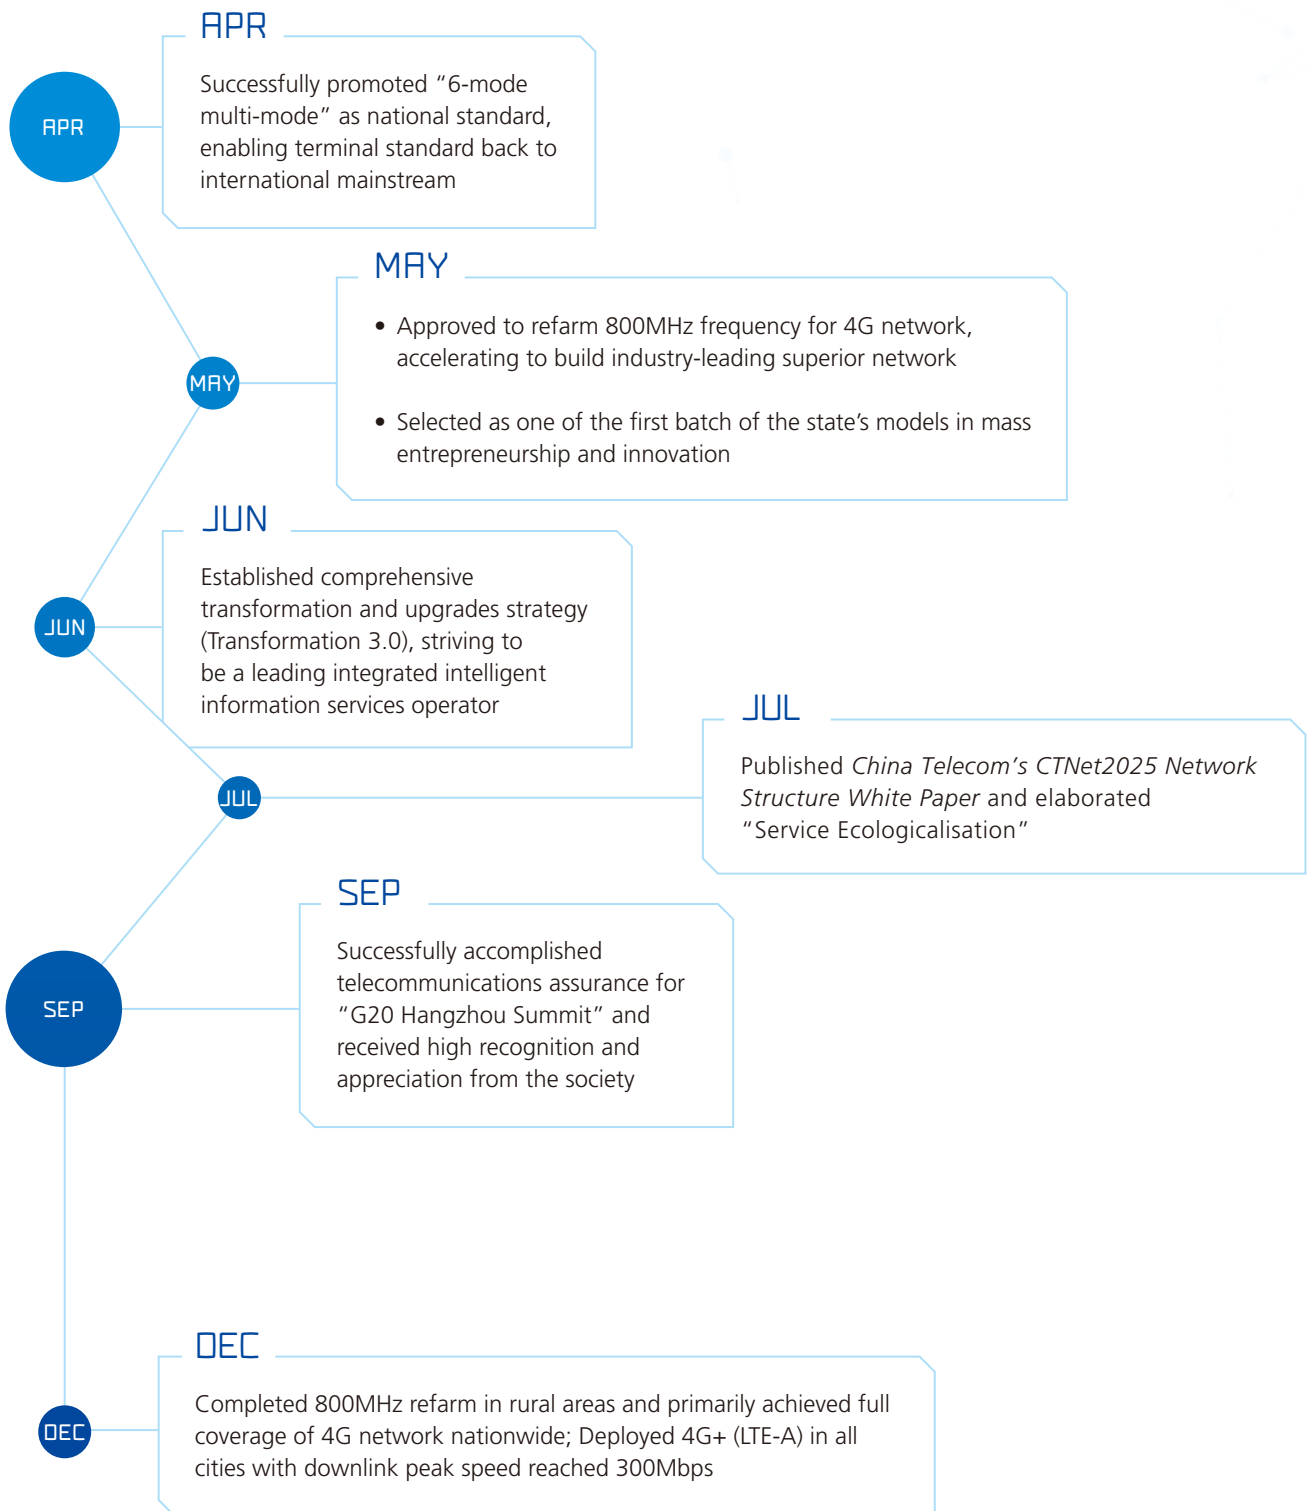 APR
APR
Successfully promoted “6-mode
multi-mode” as national standard,
enabling terminal standard back to
international mainstream
MAY
MAY
• Approved to refarm 800MHz frequency for 4G network,
accelerating to build industry-leading superior network
• Selected as one of the first batch of the state’s models in mass
entrepreneurship and innovation
JUN
JUN
Established comprehensive
transformation and upgrades strategy
(Transformation 3.0), striving to
be a leading integrated intelligent
information services operator
JUL
JUL
Published China Telecom’s CTNet2025 Network
Structure White Paper and elaborated
“Service Ecologicalisation”
SEP
SEP
Successfully accomplished
telecommunications assurance for
“G20 Hangzhou Summit” and
received high recognition and
appreciation from the society
DEC
DEC
Completed 800MHz refarm in rural areas and primarily achieved full
coverage of 4G network nationwide; Deployed 4G+ (LTE-A) in all
cities with downlink peak speed reached 300Mbps